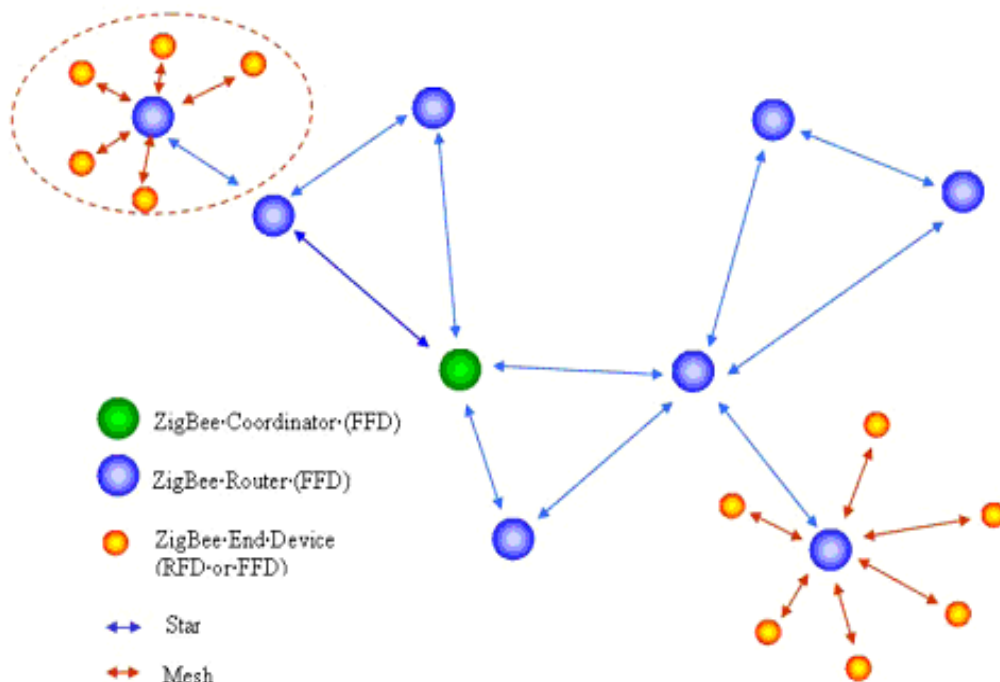 ZigBee·Coordinator·(FFD)
ZigBee·Router·(FFD)
ZigBee·End·Device
(RFD·or·FFD)
Star
Mesh